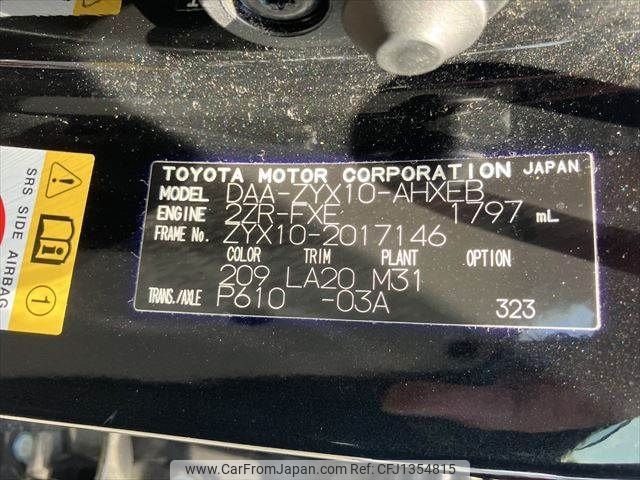 TOYOTA MOTOR CORPORATION JAPAN
MODEL DAA-ZYX10-AHXEB
ENGINE 2ZR-FXE 1797 mL
FRAME No. ZYX10-2017146
COLOR TRIM PLANT OPTION
209 LA20 M31
TRANS./AXLE P610 -03A
323
SRS SIDE AIRBAG
1
www.CarFromJapan.com - CFJ1354815